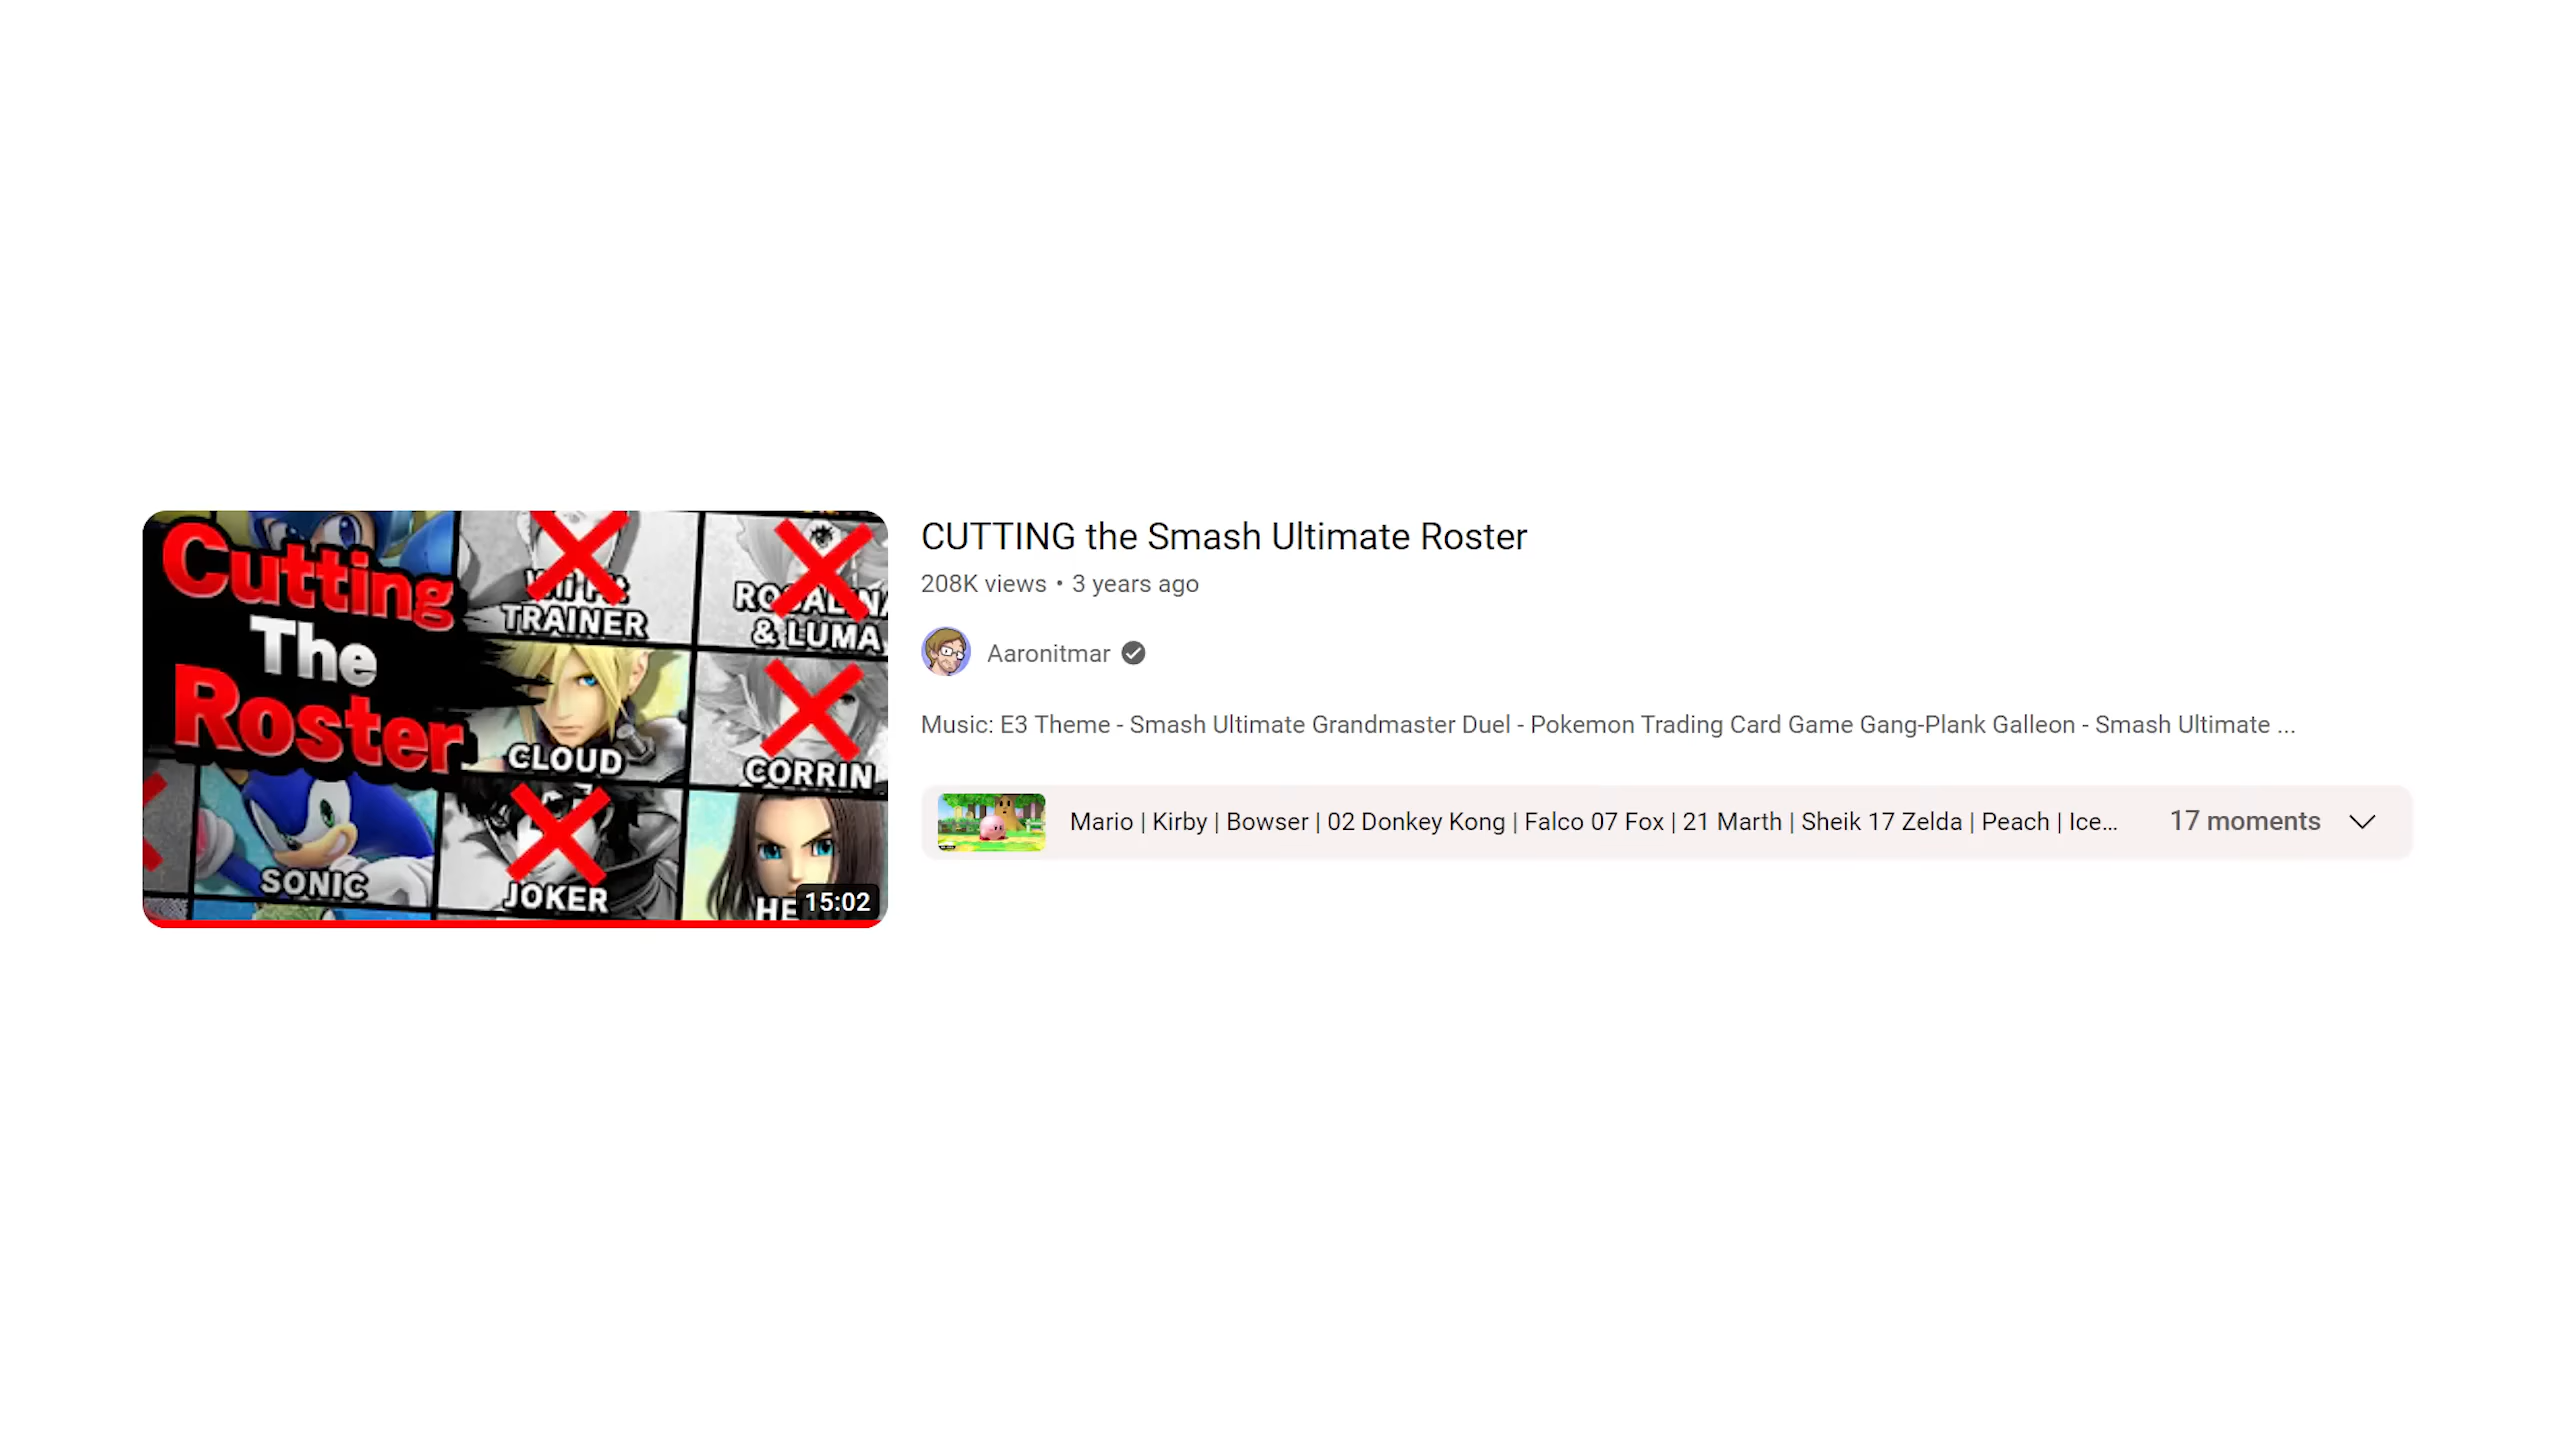 Cutting
The
Roster
TRAINER
ROSALINA
& LUMA
CLOUD
CORRIN
SONIC
JOKER
HE
15:02
CUTTING the Smash Ultimate Roster
208K views • 3 years ago
Aaronitmar
Music: E3 Theme - Smash Ultimate Grandmaster Duel - Pokemon Trading Card Game Gang-Plank Galleon - Smash Ultimate ...
Mario | Kirby | Bowser | 02 Donkey Kong | Falco 07 Fox | 21 Marth | Sheik 17 Zelda | Peach | Ice...
17 moments